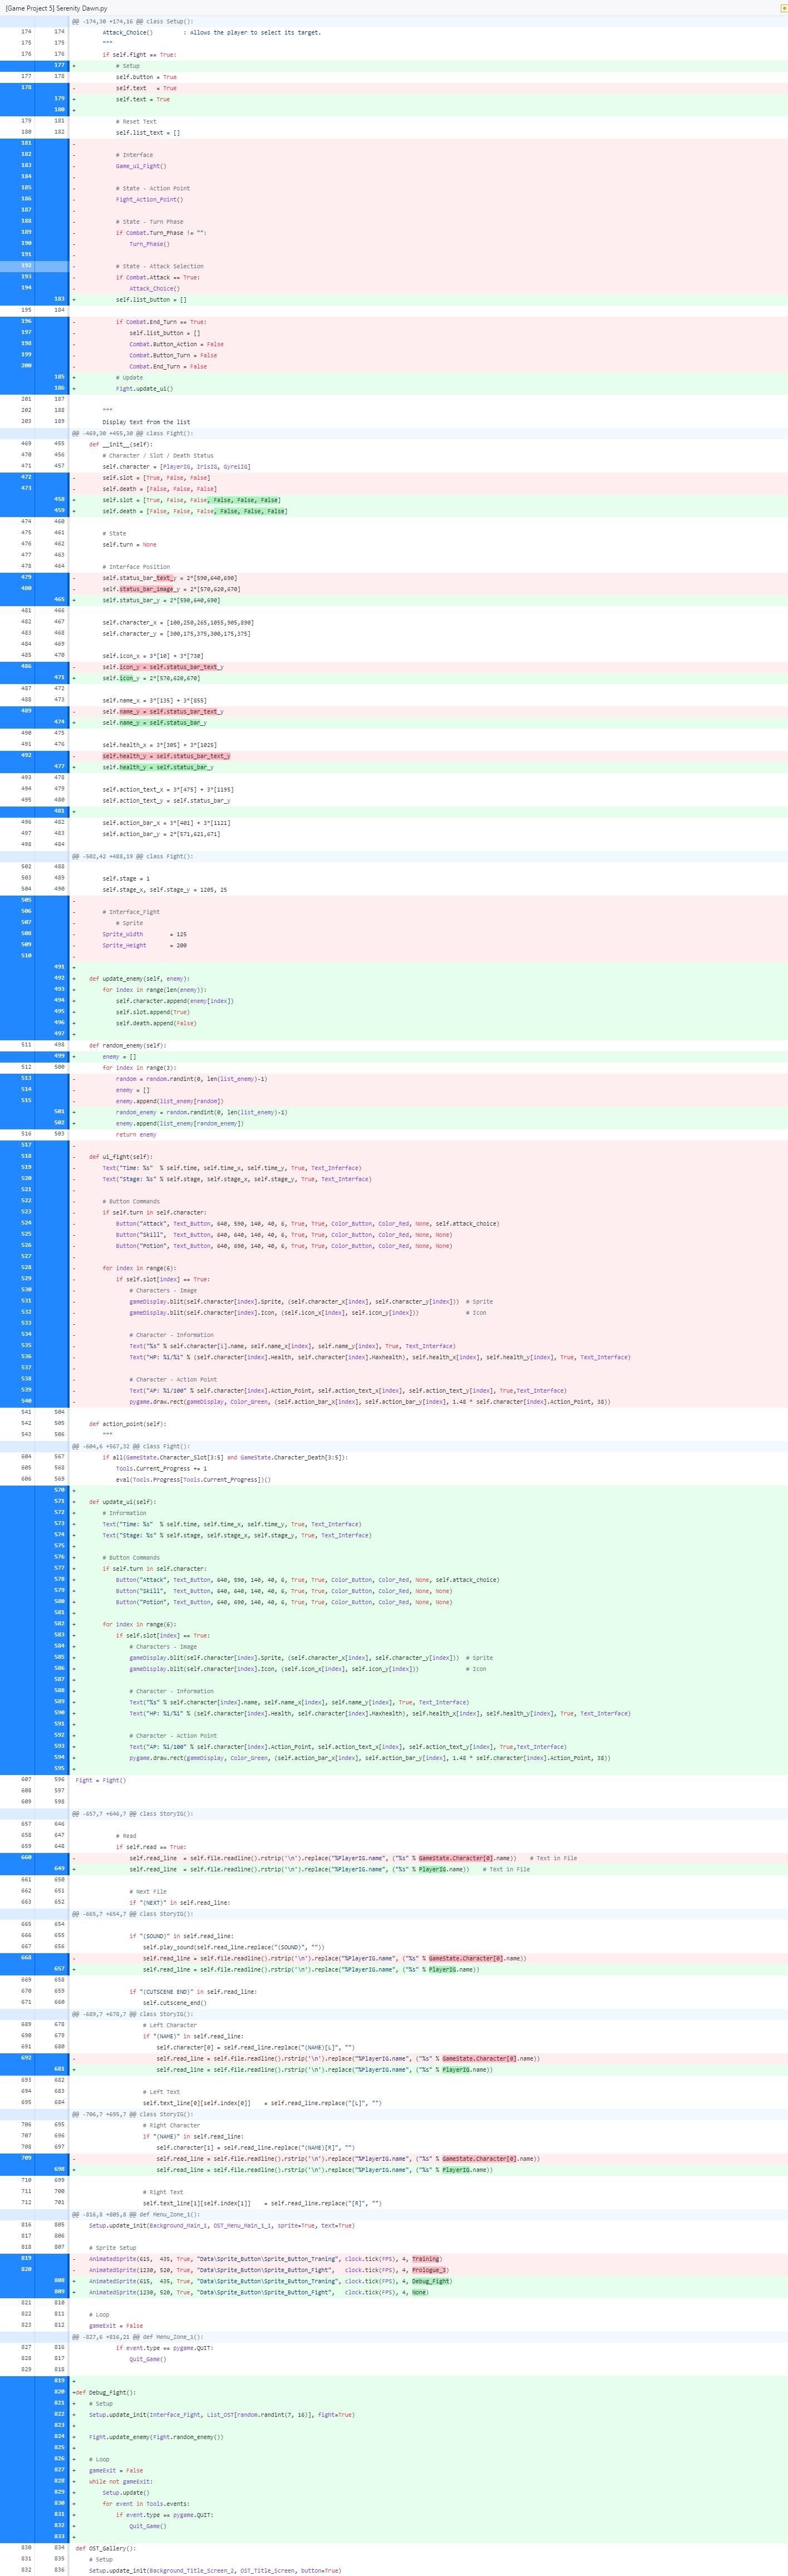 [Game Project 5] Serenity Dawn.py
@@ -174,30 +174,16 @@ class Setup():
174 174 Attack_Choice() : Allows the player to select its target.
175 175 """
176 176 if self.fight == True:
177 + # Setup
177 178 self.button = True
178 - self.text = True
179 + self.text = True
180 +
179 181 # Reset Text
180 182 self.list_text = []
181 -
182 - # Interface
183 - Game_ui_Fight()
184 -
185 - # State - Action Point
186 - Fight_Action_Point()
187 -
188 - # State - Turn Phase
189 - if Combat.Turn_Phase != "":
190 - Turn_Phase()
191 -
192 - # State - Attack Selection
193 - if Combat.Attack == True:
194 - Attack_Choice()
183 + self.list_button = []
195 184
196 - if Combat.End_Turn == True:
197 - self.list_button = []
198 - Combat.Button_Action = False
199 - Combat.Button_Turn = False
200 - Combat.End_Turn = False
185 + # Update
186 + Fight.update_ui()
201 187
202 188 """
203 189 Display text from the list
@@ -469,30 +455,30 @@ class Fight():
469 455 def __init__(self):
470 456 # Character / Slot / Death Status
471 457 self.character = [PlayerIG, IrisIG, GyreiIG]
472 - self.slot = [True, False, False]
473 - self.death = [False, False, False]
458 + self.slot = [True, False, False, False, False, False]
459 + self.death = [False, False, False, False, False, False]
474 460
475 461 # State
476 462 self.turn = None
477 463
478 464 # Interface Position
479 - self.status_bar_text_y = 2*[590,640,690]
480 - self.status_bar_image_y = 2*[570,620,670]
465 + self.status_bar_y = 2*[590,640,690]
481 466
482 467 self.character_x = [100,250,265,1055,905,890]
483 468 self.character_y = [300,175,375,300,175,375]
484 469
485 470 self.icon_x = 3*[10] + 3*[730]
486 - self.icon_y = self.status_bar_text_y
471 + self.icon_y = 2*[570,620,670]
487 472
488 473 self.name_x = 3*[135] + 3*[855]
489 - self.name_y = self.status_bar_text_y
474 + self.name_y = self.status_bar_y
490 475
491 476 self.health_x = 3*[305] + 3*[1025]
492 - self.health_y = self.status_bar_text_y
477 + self.health_y = self.status_bar_y
493 478
494 479 self.action_text_x = 3*[475] + 3*[1195]
495 480 self.action_text_y = self.status_bar_y
481 +
496 482 self.action_bar_x = 3*[401] + 3*[1121]
497 483 self.action_bar_y = 2*[571,621,671]
498 484
@@ -502,42 +488,19 @@ class Fight():
502 488
503 489 self.stage = 1
504 490 self.stage_x, self.stage_y = 1205, 25
505 -
506 - # Interface_Fight
507 - # Sprite
508 - Sprite_Width = 125
509 - Sprite_Height = 200
510 -
491 +
492 + def update_enemy(self, enemy):
493 + for index in range(len(enemy)):
494 + self.character.append(enemy[index])
495 + self.slot.append(True)
496 + self.death.append(False)
497 +
511 498 def random_enemy(self):
499 + enemy = []
512 500 for index in range(3):
513 - random = random.randint(0, len(list_enemy)-1)
514 - enemy = []
515 - enemy.append(list_enemy[random])
501 + random_enemy = random.randint(0, len(list_enemy)-1)
502 + enemy.append(list_enemy[random_enemy])
516 503 return enemy
517 -
518 - def ui_fight(self):
519 - Text("Time: %s" % self.time, self.time_x, self.time_y, True, Text_Interface)
520 - Text("Stage: %s" % self.stage, self.stage_x, self.stage_y, True, Text_Interface)
521 -
522 - # Button Commands
523 - if self.turn in self.character:
524 - Button("Attack", Text_Button, 640, 590, 140, 40, 6, True, True, Color_Button, Color_Red, None, self.attack_choice)
525 - Button("Skill", Text_Button, 640, 640, 140, 40, 6, True, True, Color_Button, Color_Red, None, None)
526 - Button("Potion", Text_Button, 640, 690, 140, 40, 6, True, True, Color_Button, Color_Red, None, None)
527 -
528 - for index in range(6):
529 - if self.slot[index] == True:
530 - # Characters - Image
531 - gameDisplay.blit(self.character[index].Sprite, (self.character_x[index], self.character_y[index])) # Sprite
532 - gameDisplay.blit(self.character[index].Icon, (self.icon_x[index], self.icon_y[index])) # Icon
533 -
534 - # Character - Information
535 - Text("%s" % self.character[i].name, self.name_x[index], self.name_y[index], True, Text_Interface)
536 - Text("HP: %i/%i" % (self.character[index].Health, self.character[index].Maxhealth), self.health_x[index], self.health_y[index], True, Text_Interface)
537 -
538 - # Character - Action Point
539 - Text("AP: %i/100" % self.character[index].Action_Point, self.action_text_x[index], self.action_text_y[index], True,Text_Interface)
540 - pygame.draw.rect(gameDisplay, Color_Green, (self.action_bar_x[index], self.action_bar_y[index], 1.48 * self.character[index].Action_Point, 38))
541 504
542 505 def action_point(self):
543 506 """
@@ -604,6 +567,32 @@ class Fight():
604 567 if all(GameState.Character_Slot[3:5] and GameState.Character_Death[3:5]):
605 568 Tools.Current_Progress += 1
606 569 eval(Tools.Progress[Tools.Current_Progress])()
570 +
571 + def update_ui(self):
572 + # Information
573 + Text("Time: %s" % self.time, self.time_x, self.time_y, True, Text_Interface)
574 + Text("Stage: %s" % self.stage, self.stage_x, self.stage_y, True, Text_Interface)
575 +
576 + # Button Commands
577 + if self.turn in self.character:
578 + Button("Attack", Text_Button, 640, 590, 140, 40, 6, True, True, Color_Button, Color_Red, None, self.attack_choice)
579 + Button("Skill", Text_Button, 640, 640, 140, 40, 6, True, True, Color_Button, Color_Red, None, None)
580 + Button("Potion", Text_Button, 640, 690, 140, 40, 6, True, True, Color_Button, Color_Red, None, None)
581 +
582 + for index in range(6):
583 + if self.slot[index] == True:
584 + # Characters - Image
585 + gameDisplay.blit(self.character[index].Sprite, (self.character_x[index], self.character_y[index])) # Sprite
586 + gameDisplay.blit(self.character[index].Icon, (self.icon_x[index], self.icon_y[index])) # Icon
587 +
588 + # Character - Information
589 + Text("%s" % self.character[index].name, self.name_x[index], self.name_y[index], True, Text_Interface)
590 + Text("HP: %i/%i" % (self.character[index].Health, self.character[index].Maxhealth), self.health_x[index], self.health_y[index], True, Text_Interface)
591 +
592 + # Character - Action Point
593 + Text("AP: %i/100" % self.character[index].Action_Point, self.action_text_x[index], self.action_text_y[index], True,Text_Interface)
594 + pygame.draw.rect(gameDisplay, Color_Green, (self.action_bar_x[index], self.action_bar_y[index], 1.48 * self.character[index].Action_Point, 38))
595 +
607 596 Fight = Fight()
608 597
609 598
@@ -657,7 +646,7 @@ class StoryIG():
657 646
658 647 # Read
659 648 if self.read == True:
660 - self.read_line = self.file.readline().rstrip('\n').replace("%PlayerIG.name", ("%s" % GameState.Character[0].name)) # Text in File
649 + self.read_line = self.file.readline().rstrip('\n').replace("%PlayerIG.name", ("%s" % PlayerIG.name)) # Text in File
661 650
662 651 # Next File
663 652 if "(NEXT)" in self.read_line:
@@ -665,7 +654,7 @@ class StoryIG():
665 654
666 655 if "(SOUND)" in self.read_line:
667 656 self.play_sound(self.read_line.replace("(SOUND)", ""))
668 - self.read_line = self.file.readline().rstrip('\n').replace("%PlayerIG.name", ("%s" % GameState.Character[0].name))
657 + self.read_line = self.file.readline().rstrip('\n').replace("%PlayerIG.name", ("%s" % PlayerIG.name))
669 658
670 659 if "(CUTSCENE END)" in self.read_line:
671 660 self.cutscene_end()
@@ -689,7 +678,7 @@ class StoryIG():
689 678 # Left Character
690 679 if "(NAME)" in self.read_line:
691 680 self.character[0] = self.read_line.replace("(NAME)[L]", "")
692 - self.read_line = self.file.readline().rstrip('\n').replace("%PlayerIG.name", ("%s" % GameState.Character[0].name))
681 + self.read_line = self.file.readline().rstrip('\n').replace("%PlayerIG.name", ("%s" % PlayerIG.name))
693 682
694 683 # Left Text
695 684 self.text_line[0][self.index[0]] = self.read_line.replace("[L]", "")
@@ -706,7 +695,7 @@ class StoryIG():
706 695 # Right Character
707 696 if "(NAME)" in self.read_line:
708 697 self.character[1] = self.read_line.replace("(NAME)[R]", "")
709 - self.read_line = self.file.readline().rstrip('\n').replace("%PlayerIG.name", ("%s" % GameState.Character[0].name))
698 + self.read_line = self.file.readline().rstrip('\n').replace("%PlayerIG.name", ("%s" % PlayerIG.name))
710 699
711 700 # Right Text
712 701 self.text_line[1][self.index[1]] = self.read_line.replace("[R]", "")
@@ -816,8 +805,8 @@ def Menu_Zone_1():
816 805 Setup.update_init(Background_Main_1, OST_Menu_Main_1_1, sprite=True, text=True)
817 806
818 807 # Sprite Setup
819 - AnimatedSprite(615, 435, True, "Data\Sprite_Button\Sprite_Button_Traning", clock.tick(FPS), 4, Training)
820 - AnimatedSprite(1230, 520, True, "Data\Sprite_Button\Sprite_Button_Fight", clock.tick(FPS), 4, Prologue_3)
808 + AnimatedSprite(615, 435, True, "Data\Sprite_Button\Sprite_Button_Traning", clock.tick(FPS), 4, Debug_Fight)
809 + AnimatedSprite(1230, 520, True, "Data\Sprite_Button\Sprite_Button_Fight", clock.tick(FPS), 4, None)
821 810
822 811 # Loop
823 812 gameExit = False
@@ -827,6 +816,21 @@ def Menu_Zone_1():
827 816 if event.type == pygame.QUIT:
828 817 Quit_Game()
829 818
819 +
820 +def Debug_Fight():
821 + # Setup
822 + Setup.update_init(Interface_Fight, List_OST[random.randint(7, 16)], fight=True)
823 +
824 + Fight.update_enemy(Fight.random_enemy())
825 +
826 + # Loop
827 + gameExit = False
828 + while not gameExit:
829 + Setup.update()
830 + for event in Tools.events:
831 + if event.type == pygame.QUIT:
832 + Quit_Game()
833 +
830 834 def OST_Gallery():
831 835 # Setup
832 836 Setup.update_init(Background_Title_Screen_2, OST_Title_Screen, button=True)